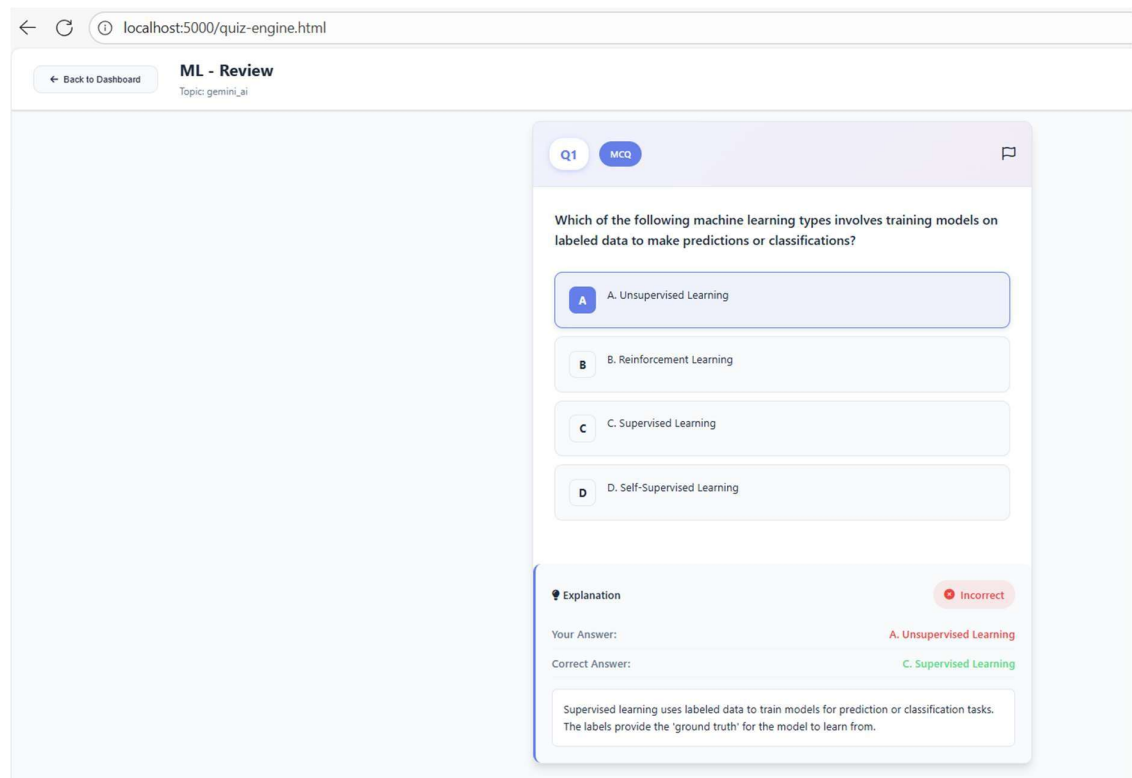 localhost:5000/quiz-engine.html
← Back to Dashboard
ML - Review
Topic: gemini_ai
Q1
MCQ
Which of the following machine learning types involves training models on
labeled data to make predictions or classifications?
A
A. Unsupervised Learning
B
B. Reinforcement Learning
C
C. Supervised Learning
D
D. Self-Supervised Learning
Explanation
Incorrect
Your Answer:
A. Unsupervised Learning
Correct Answer:
C. Supervised Learning
Supervised learning uses labeled data to train models for prediction or classification tasks.
The labels provide the 'ground truth' for the model to learn from.